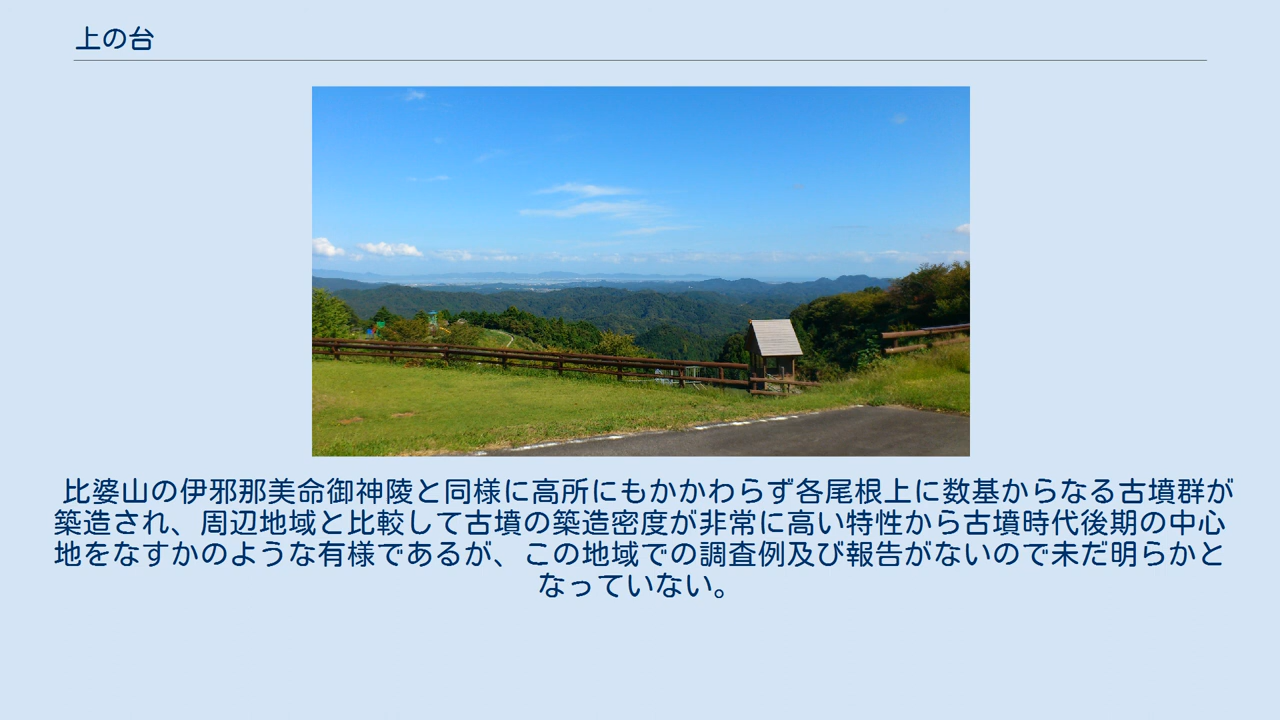 上の台
比婆山の伊邪那美命御神陵と同様に高所にもかかわらず各尾根上に数基からなる古墳群が
築造され、周辺地域と比較して古墳の築造密度が非常に高い特性から古墳時代後期の中心
地をなすかのような有様であるが、この地域での調査例及び報告がないので未だ明らかと
なっていない。